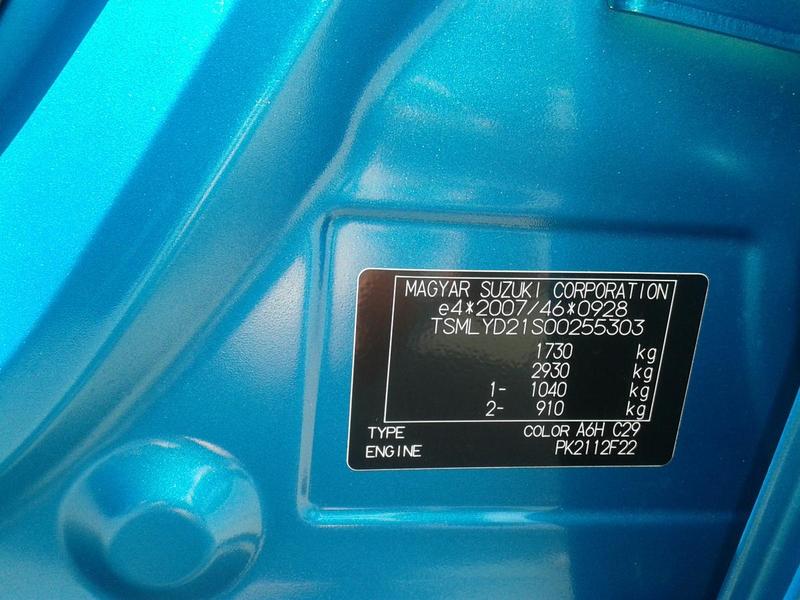 MAGYAR SUZUKI CORPORATION
e4*2007/46*0928
TSMLYD21S00255303
1730 kg
2930 kg
1- 1040 kg
2- 910 kg
TYPE COLOR A6H C29
ENGINE PK2112F22